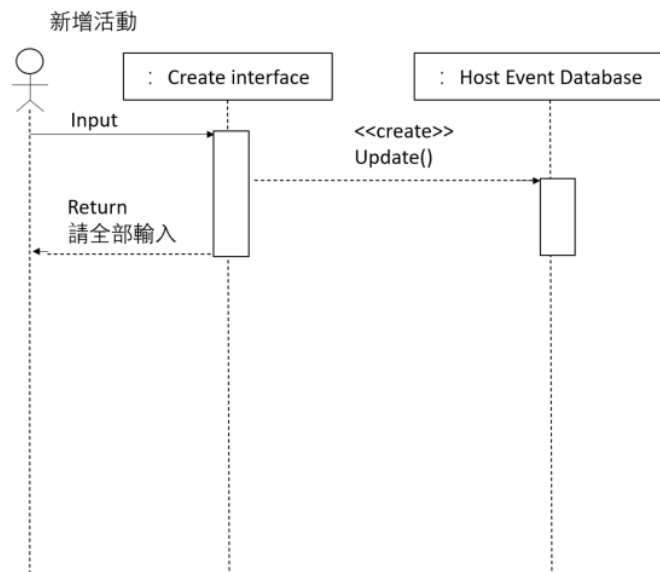 新增活動
: Create interface
: Host Event Database
Input
<<create>>
Update()
Return
請全部輸入